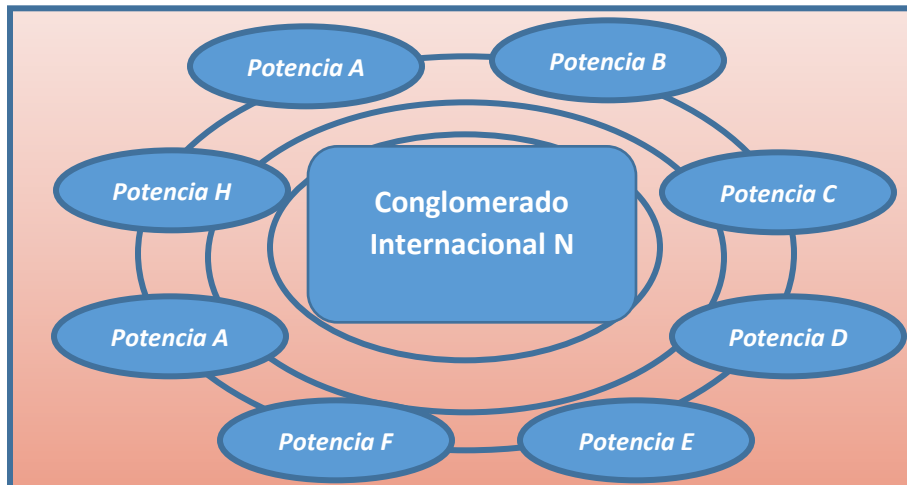 Potencia A
Potencia B
Potencia H
Conglomerado
Internacional N
Potencia C
Potencia A
Potencia D
Potencia F
Potencia E